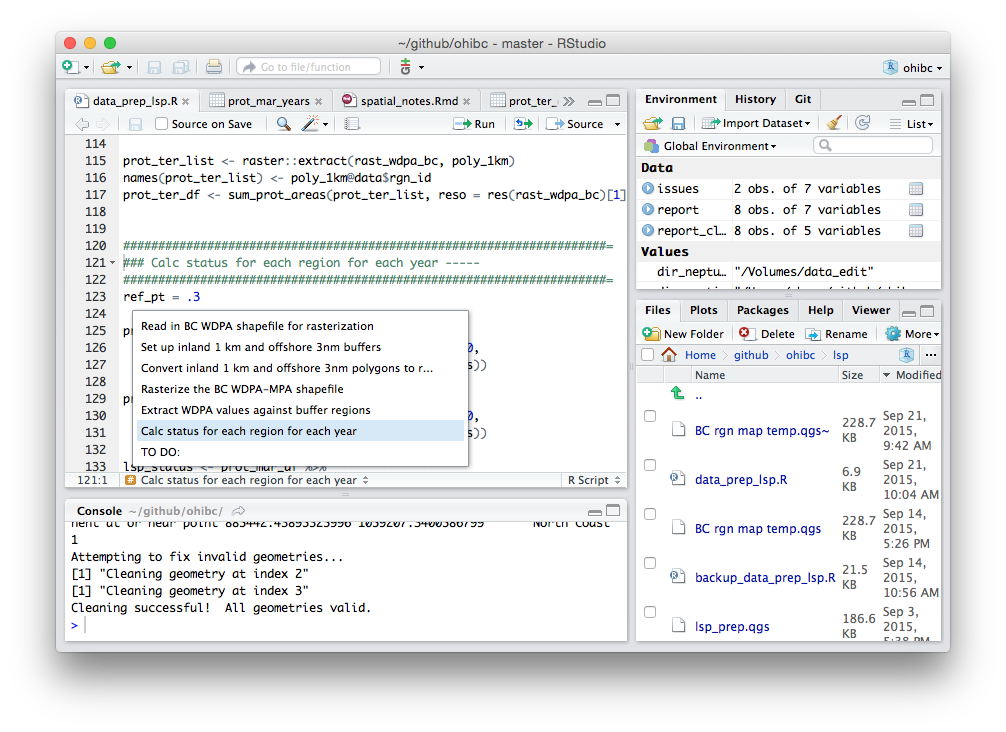 ~/github/ohibc - master - RStudio
Go to file/function
ohibc
data_prep_lsp.R
prot_mar_years
spatial_notes.Rmd
prot_ter_
Source on Save
Run
Source
114
115 prot_ter_list <- raster::extract(rast_wdpa_bc, poly_1km)
116 names(prot_ter_list) <- poly_1km@data$rgn_id
117 prot_ter_df <- sum_prot_areas(prot_ter_list, reso = res(rast_wdpa_bc)[1]
118
119
120 #####################################################################=
121 ### Calc status for each region for each year -----
122 #####################################################################=
123 ref_pt = .3
124
125
126
127 s))
128
129
130
131 s))
132
133 lsp_status <- prot_mar_df %>%
Read in BC WDPA shapefile for rasterization
Set up inland 1 km and offshore 3nm buffers
Convert inland 1 km and offshore 3nm polygons to r...
Rasterize the BC WDPA-MPA shapefile
Extract WDPA values against buffer regions
Calc status for each region for each year
TO DO:
121:1 # Calc status for each region for each year
R Script
Console ~/github/ohibc/
nent at or near point 883442.43895325996 1059207.3400386799 North Coast
1
Attempting to fix invalid geometries...
[1] "Cleaning geometry at index 2"
[1] "Cleaning geometry at index 3"
Cleaning successful! All geometries valid.
>
Environment History Git
Import Dataset
List
Global Environment
Data
issues 2 obs. of 7 variables
report 8 obs. of 7 variables
report_cl… 8 obs. of 5 variables
Values
dir_neptu… "/Volumes/data_edit"
Files Plots Packages Help Viewer
New Folder Delete Rename More
Home github ohibc lsp
...
Name Size Modified
..
BC rgn map temp.qgs~ 228.7 KB Sep 21, 2015, 9:42 AM
data_prep_lsp.R 6.9 KB Sep 21, 2015, 10:04 AM
BC rgn map temp.qgs 228.7 KB Sep 14, 2015, 5:26 PM
backup_data_prep_lsp.R 21.5 KB Sep 14, 2015, 10:56 AM
lsp_prep.qgs 186.6 KB Sep 3, 2015, 5:38 PM